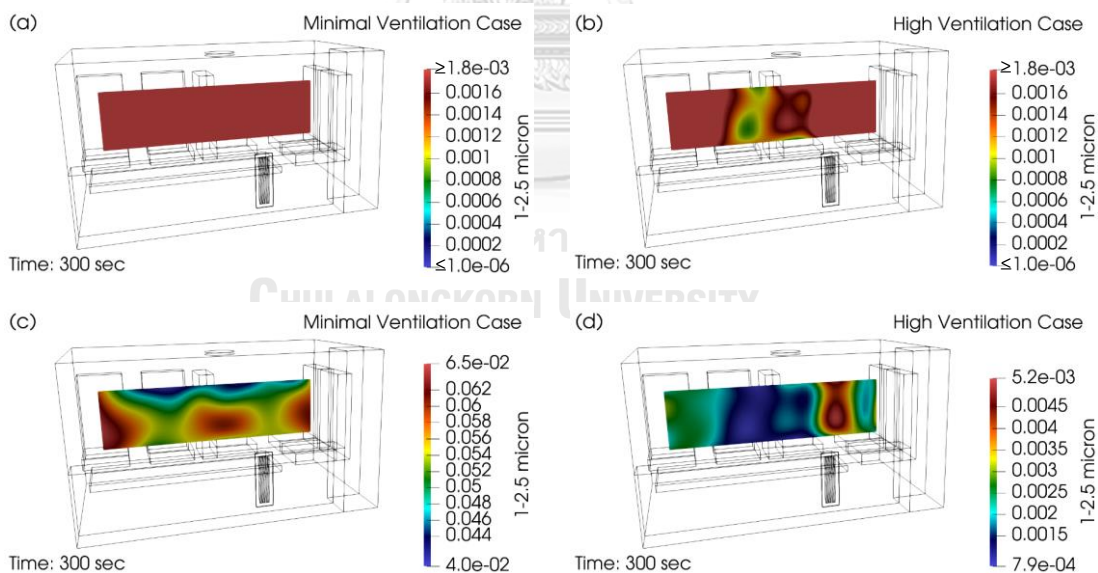 (a) Minimal Ventilation Case
≥1.8e-03
0.0016
0.0014
0.0012
0.001
0.0008
0.0006
0.0004
0.0002
≤1.0e-06
1-2.5 micron
Time: 300 sec
(b) High Ventilation Case
≥1.8e-03
0.0016
0.0014
0.0012
0.001
0.0008
0.0006
0.0004
0.0002
≤1.0e-06
1-2.5 micron
Time: 300 sec
CHULALONGKORN UNIVERSITY
(c) Minimal Ventilation Case
6.5e-02
0.062
0.06
0.058
0.056
0.054
0.052
0.05
0.048
0.046
0.044
4.0e-02
1-2.5 micron
Time: 300 sec
(d) High Ventilation Case
5.2e-03
0.0045
0.004
0.0035
0.003
0.0025
0.002
0.0015
7.9e-04
1-2.5 micron
Time: 300 sec